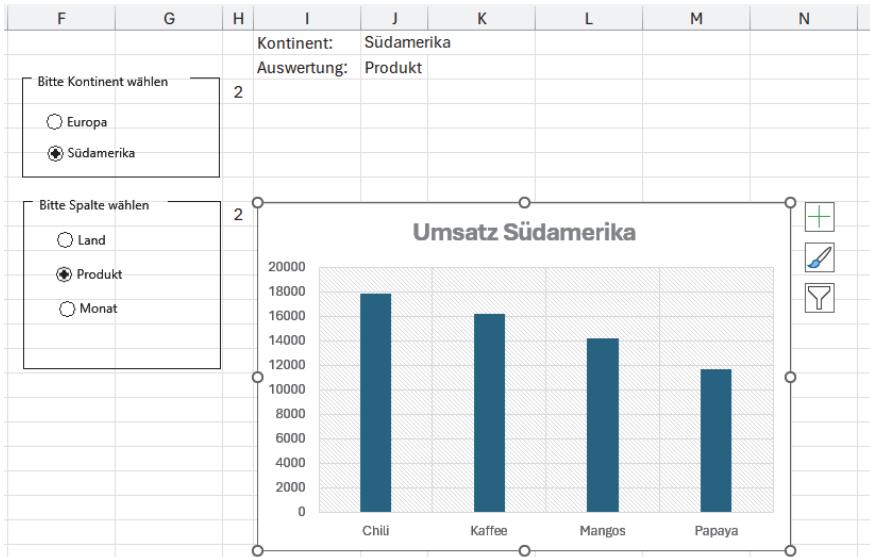 F G H I J K L M N
Kontinent: Südamerika
Auswertung: Produkt
Bitte Kontinent wählen
2
Europa
Südamerika
Bitte Spalte wählen
2
Land
Produkt
Monat
Umsatz Südamerika
20000
18000
16000
14000
12000
10000
8000
6000
4000
2000
0
Chili Kaffee Mangos Papaya